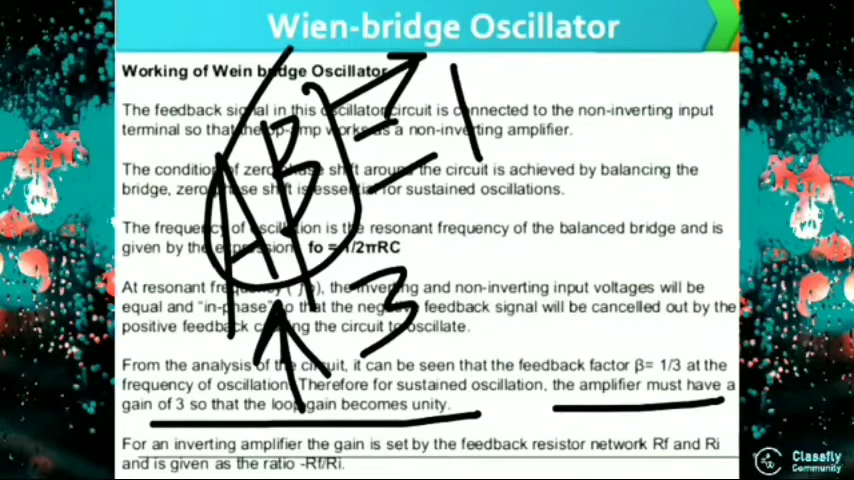 Wien-bridge Oscillator
Working of Wein bridge Oscillator
The feedback signal in this oscillator circuit is connected to the non-inverting input
terminal so that the op-amp works as a non-inverting amplifier.
The condition of zero phase shift around the circuit is achieved by balancing the
bridge, zero phase shift is essential for sustained oscillations.
The frequency of oscillation is the resonant frequency of the balanced bridge and is
given by the expression fo = 1/2πRC
At resonant frequency ( fo), the inverting and non-inverting input voltages will be
equal and "in-phase" so that the negative feedback signal will be cancelled out by the
positive feedback causing the circuit to oscillate.
From the analysis of the circuit, it can be seen that the feedback factor β= 1/3 at the
frequency of oscillation. Therefore for sustained oscillation, the amplifier must have a
gain of 3 so that the loop gain becomes unity.
For an inverting amplifier the gain is set by the feedback resistor network Rf and Ri
and is given as the ratio -Rf/Ri.
AB = 1
3
Classfly
Community